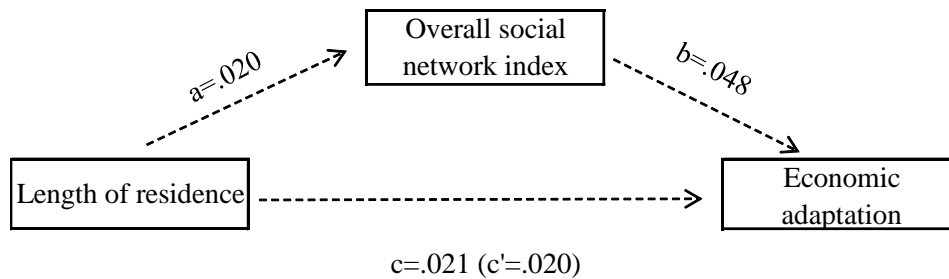 Overall social
network index
a=.020
b=.048
Length of residence
Economic
adaptation
c=.021 (c'=.020)